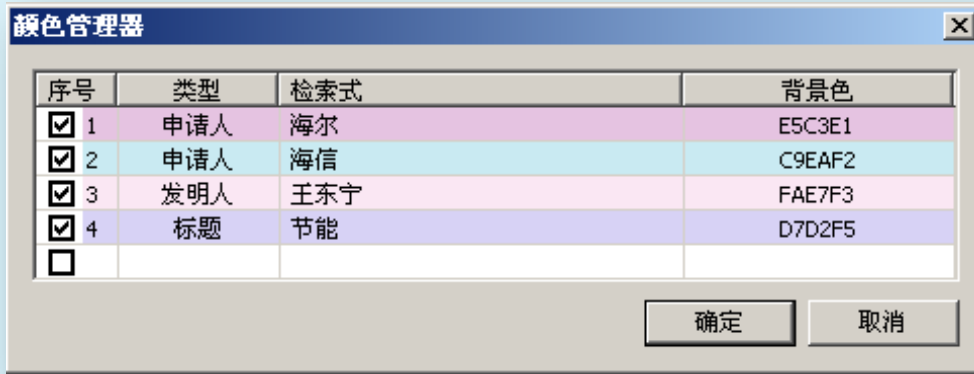 颜色管理器
序号 类型 检索式 背景色
1 申请人 海尔 E5C3E1
2 申请人 海信 C9EAF2
3 发明人 王东宁 FAE7F3
4 标题 节能 D7D2F5
确定 取消